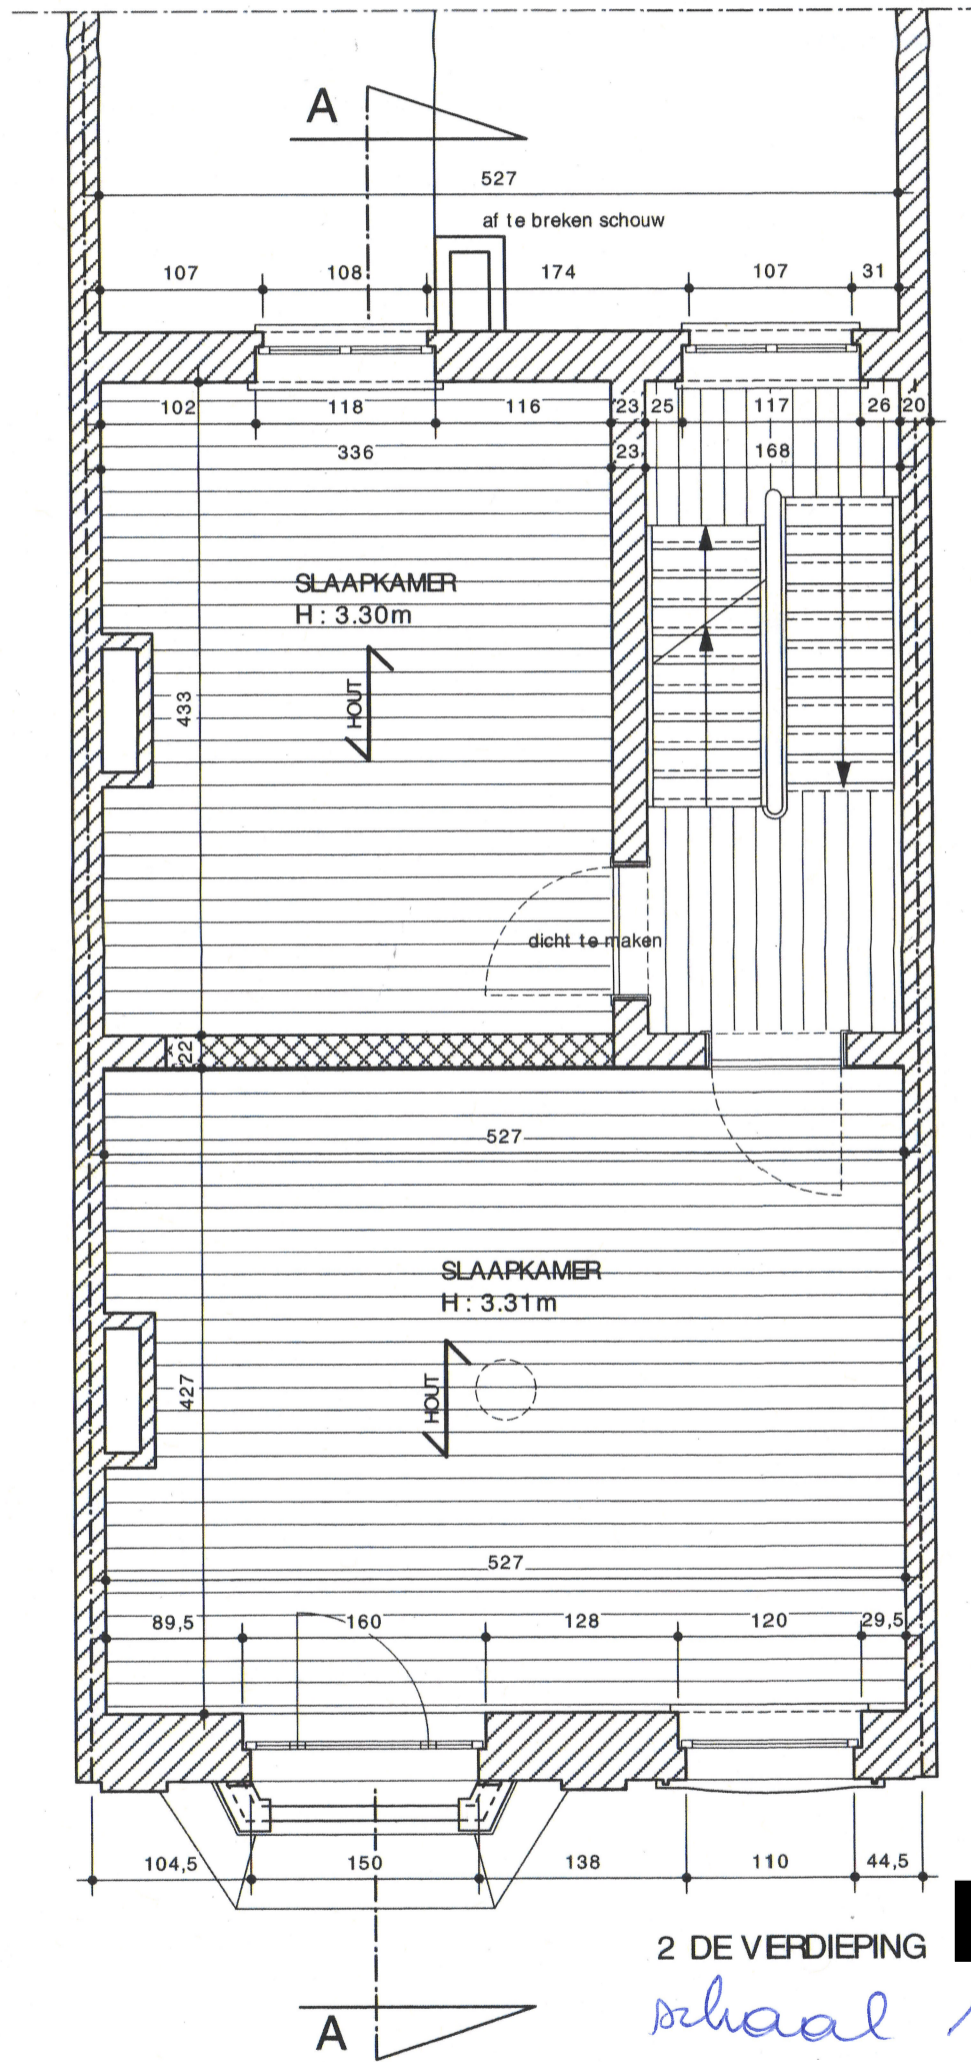 A
527
af te breken schouw
107 108 174 107 31
102 118 116 23 25 117 26 20
336 23 168
SLAAPKAMER
H : 3.30m
HOUT
433
dicht te maken
22
527
SLAAPKAMER
H : 3.31m
HOUT
427
527
89,5 160 128 120 29,5
104,5 150 138 110 44,5
2 DE VERDIEPING
schaal
A